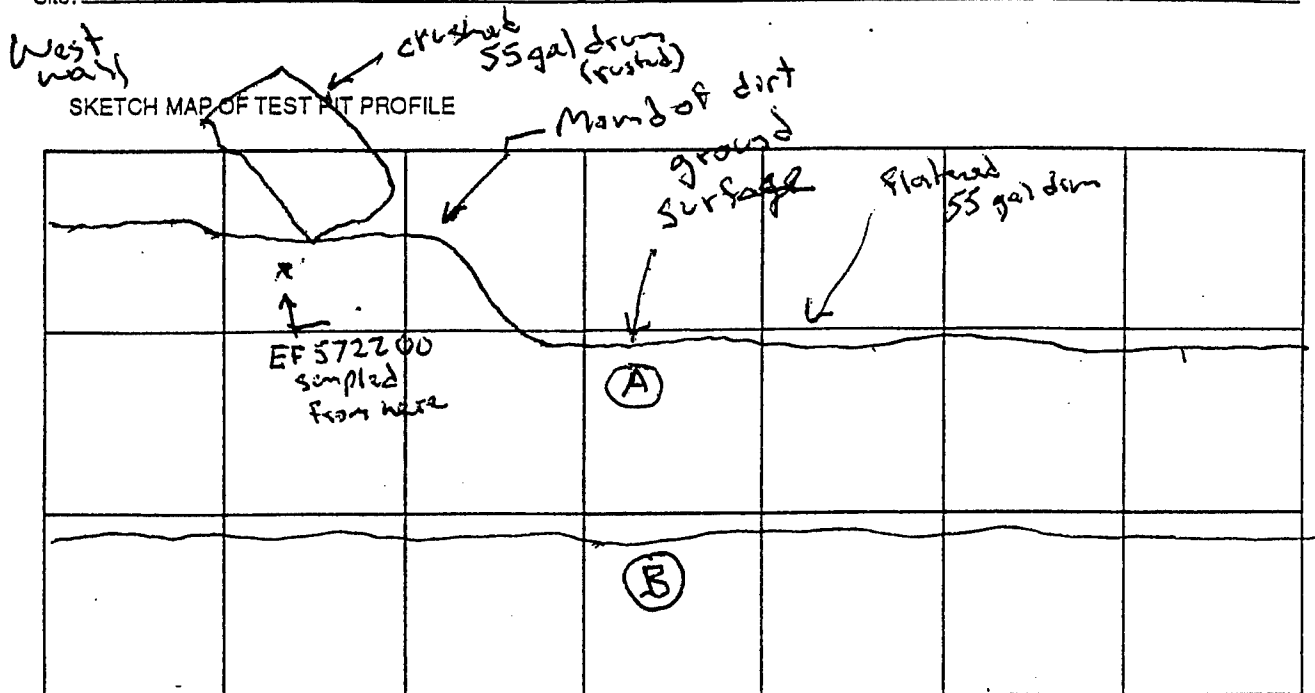 Site:
West
wall
crushed
55 gal drum
(rusted)
SKETCH MAP OF TEST PIT PROFILE
Mound of dirt
ground
surface
flattened
55 gal drum
x
EF 572200
sampled
from here
A
B